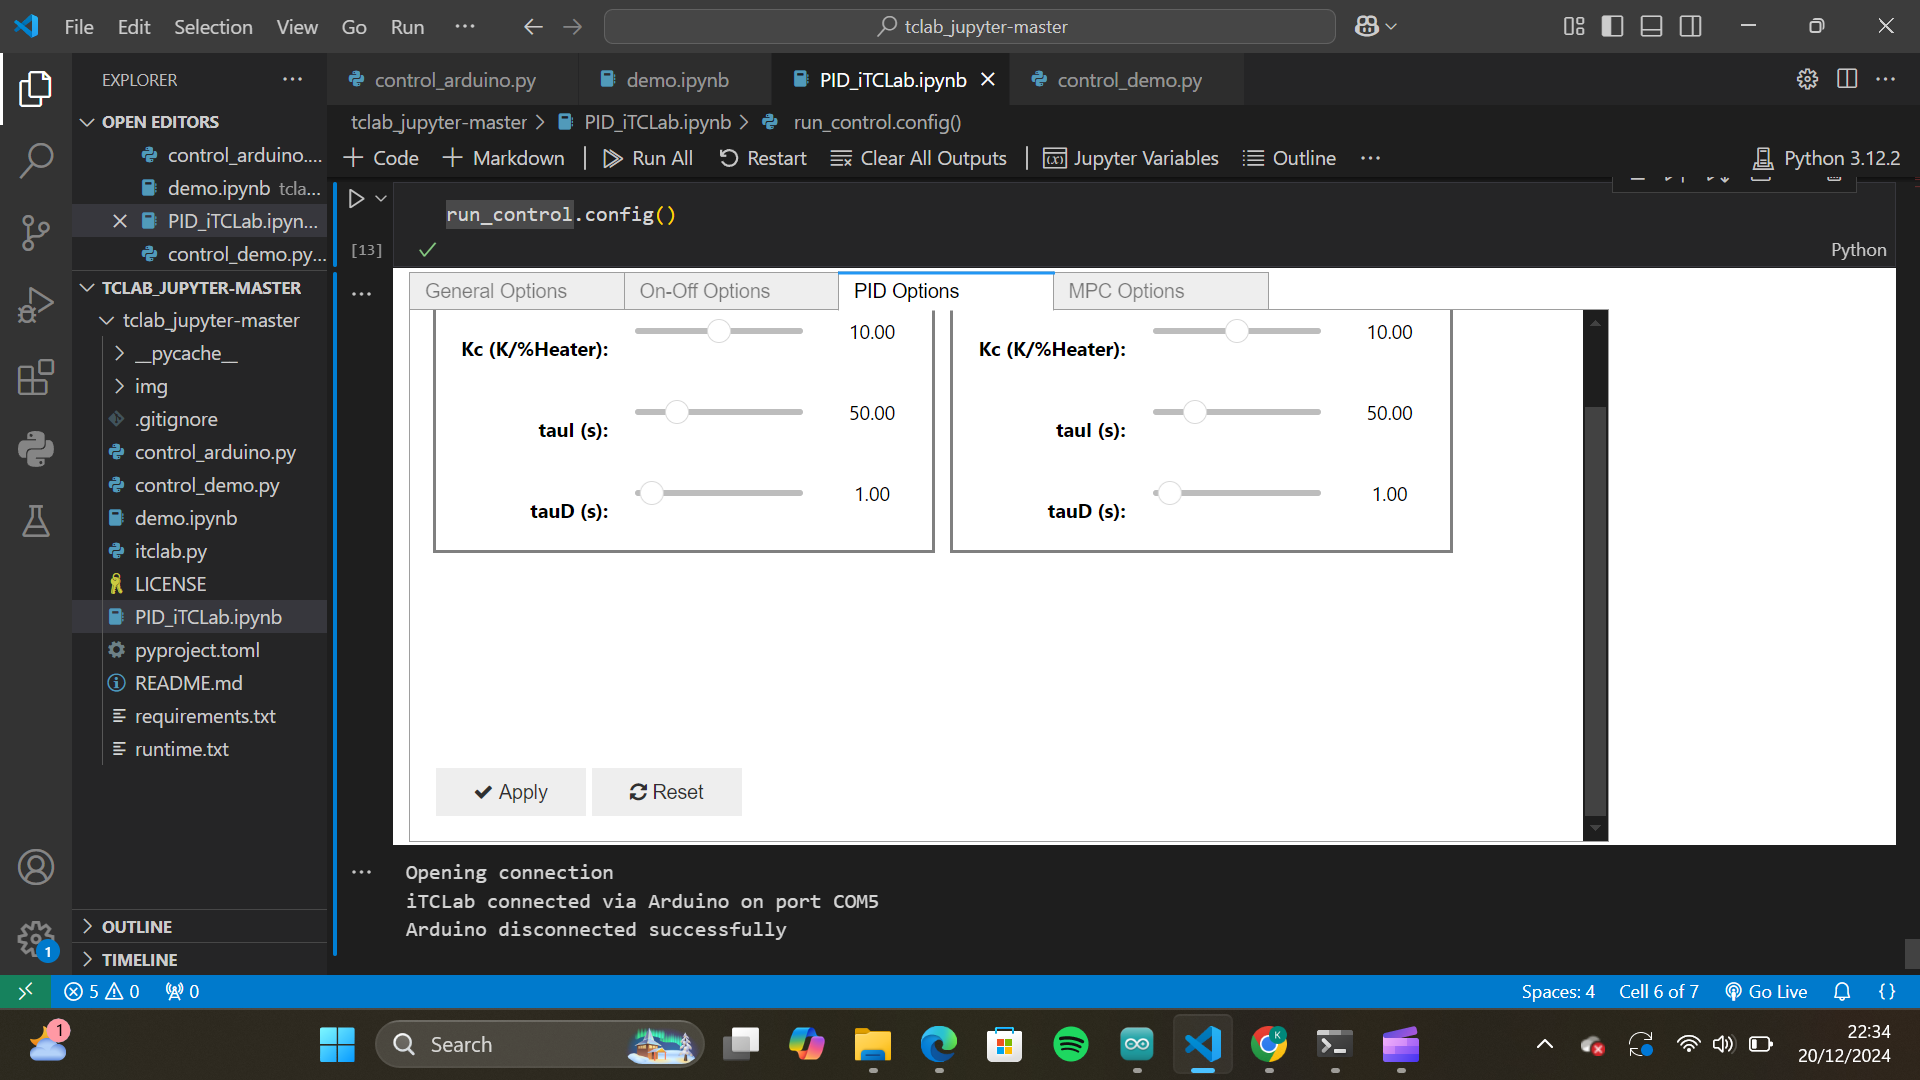 File Edit Selection View Go Run ···
tclab_jupyter-master
EXPLORER
OPEN EDITORS
control_arduino....
demo.ipynb tcla...
PID_iTCLab.ipyn...
control_demo.py...
TCLAB_JUPYTER-MASTER
tclab_jupyter-master
__pycache__
img
.gitignore
control_arduino.py
control_demo.py
demo.ipynb
itclab.py
LICENSE
PID_iTCLab.ipynb
pyproject.toml
README.md
requirements.txt
runtime.txt
OUTLINE
TIMELINE
control_arduino.py demo.ipynb PID_iTCLab.ipynb control_demo.py
tclab_jupyter-master > PID_iTCLab.ipynb > run_control.config()
Code Markdown Run All Restart Clear All Outputs Jupyter Variables Outline ··· Python 3.12.2
run_control.config()
[13] Python
General Options On-Off Options PID Options MPC Options
Kc (K/%Heater): 10.00 Kc (K/%Heater): 10.00
tauI (s): 50.00 tauI (s): 50.00
tauD (s): 1.00 tauD (s): 1.00
Apply Reset
Opening connection
iTCLab connected via Arduino on port COM5
Arduino disconnected successfully
1
5 0 0 Spaces: 4 Cell 6 of 7 Go Live {}
1 Search 22:34
20/12/2024